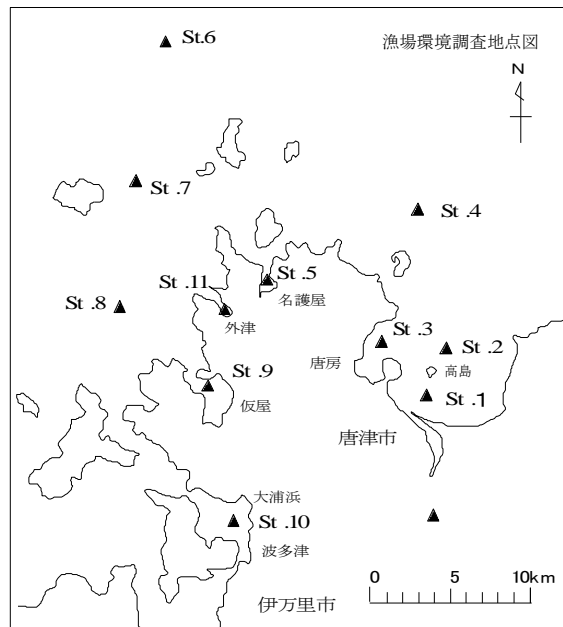 St.6
漁場環境調査地点図
N
St .7
St .4
St .5
St .11
名護屋
St .8
外津
St .3
St .2
唐房
高島
St .9
St .1
仮屋
唐津市
大浦浜
St .10
波多津
0 5 10km
伊万里市